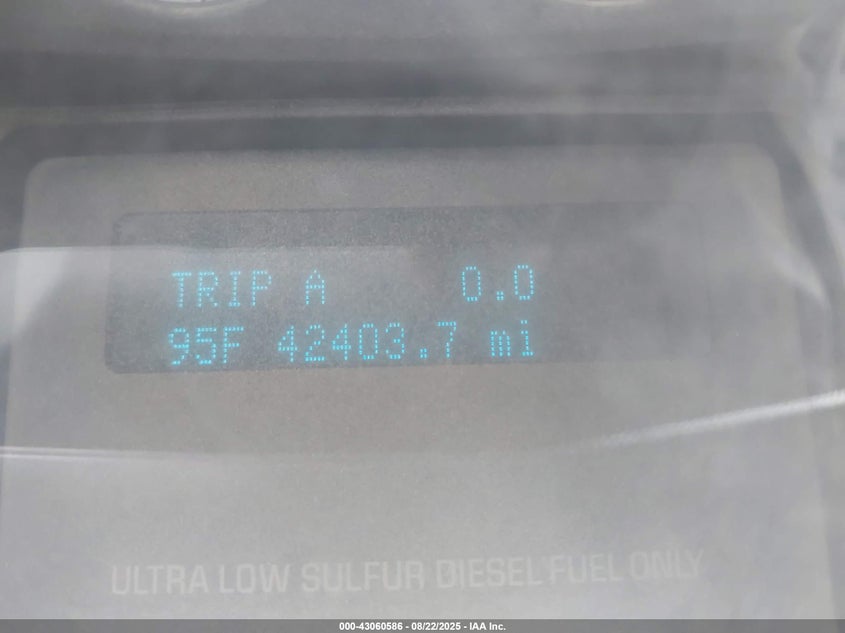 TRIP A 0.0
95F 42403.7 mi
ULTRA LOW SULFUR DIESEL FUEL ONLY
000-43060586 - 08/22/2025 - IAA Inc.